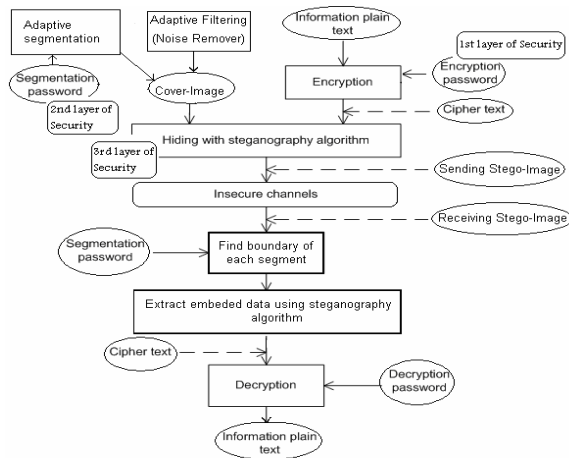 Adaptive
segmentation
Adaptive Filtering
(Noise Remover)
Information plain
text
1st layer of Security
Segmentation
password
2nd layer of
Security
Cover-Image
Encryption
Encryption
password
Cipher text
Hiding with steganography algorithm
3rd layer of
Security
Sending Stego-Image
Insecure channels
Receiving Stego-Image
Segmentation
password
Find boundary of
each segment
Extract embeded data using steganography
algorithm
Cipher text
Decryption
Decryption
password
Information plain
text